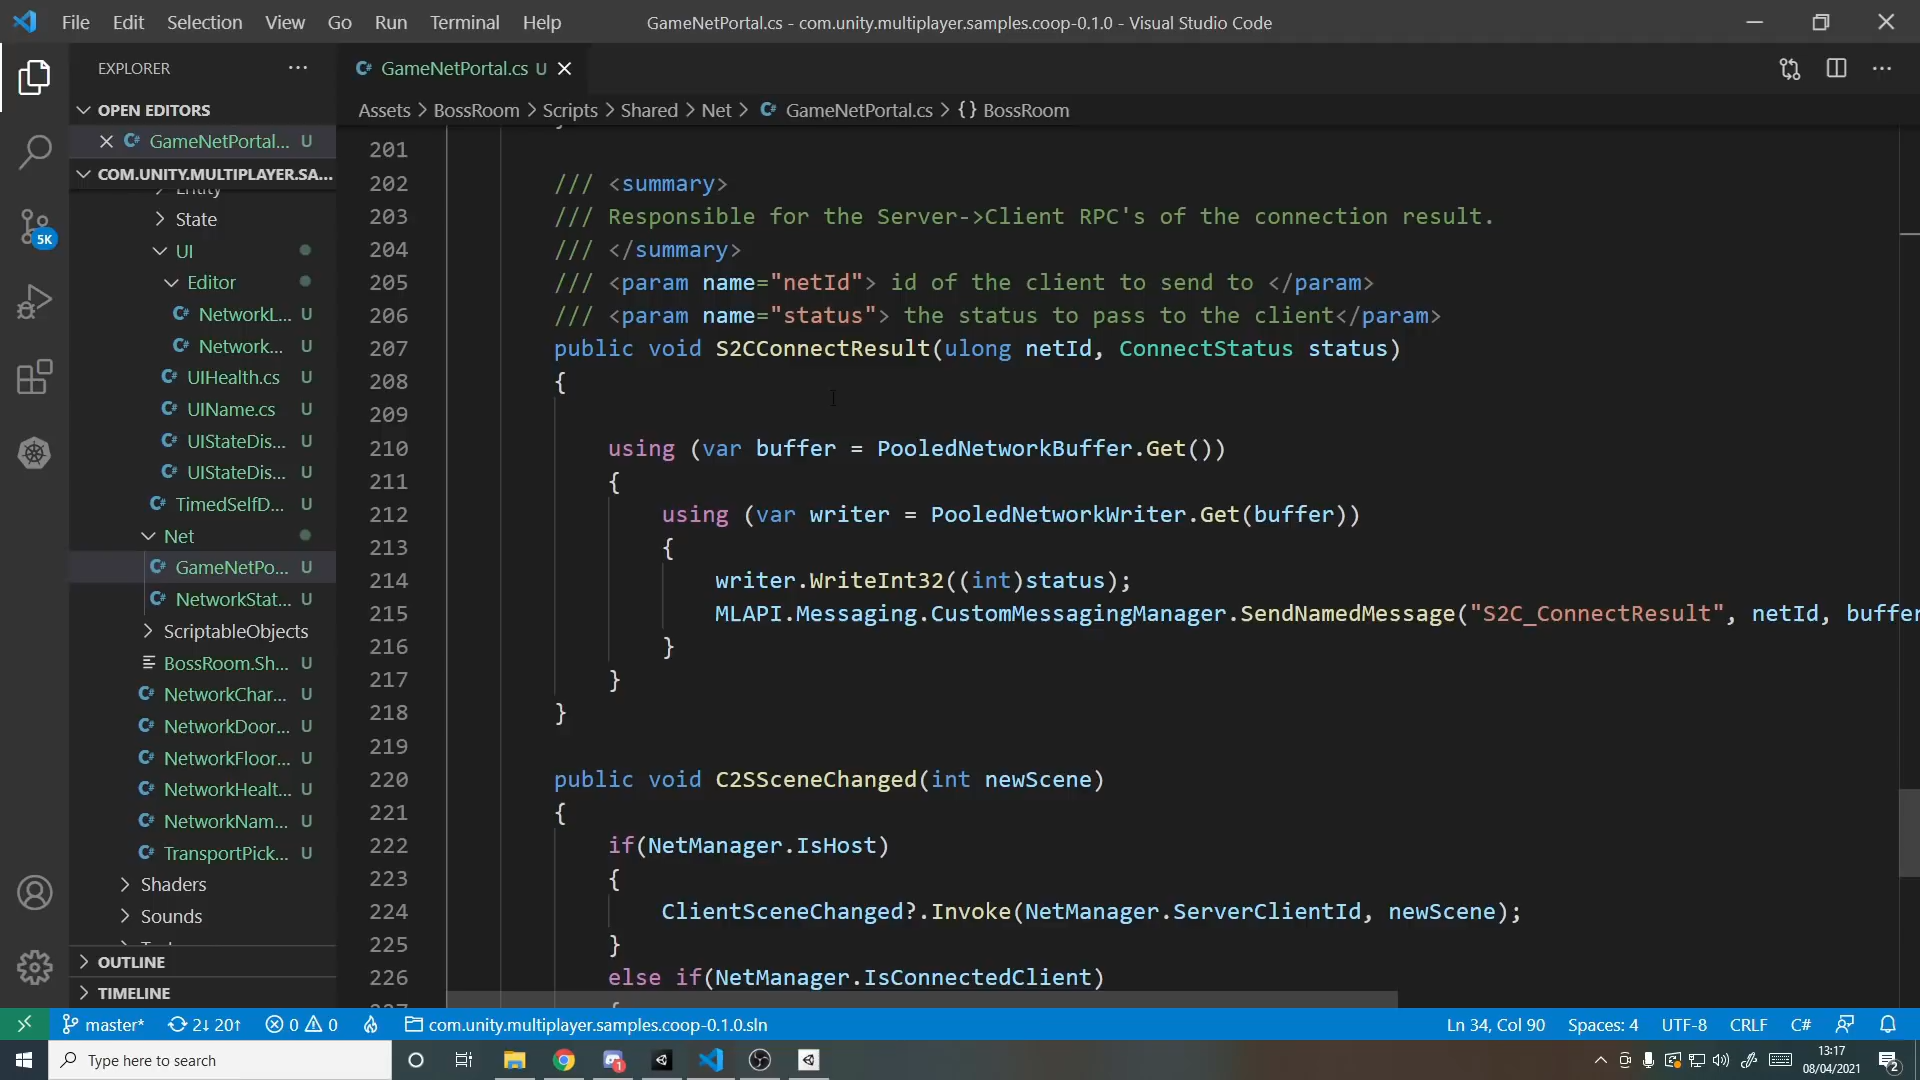 File Edit Selection View Go Run Terminal Help
GameNetPortal.cs - com.unity.multiplayer.samples.coop-0.1.0 - Visual Studio Code
EXPLORER
OPEN EDITORS
GameNetPortal... U
COM.UNITY.MULTIPLAYER.SA...
Entity
State
UI
Editor
NetworkL... U
Network... U
UIHealth.cs U
UIName.cs U
UIStateDis... U
UIStateDis... U
TimedSelfD... U
Net
GameNetPo... U
NetworkStat... U
ScriptableObjects
BossRoom.Sh... U
NetworkChar... U
NetworkDoor... U
NetworkFloor... U
NetworkHealt... U
NetworkNam... U
TransportPick... U
Shaders
Sounds
OUTLINE
TIMELINE
5K
GameNetPortal.cs U
Assets > BossRoom > Scripts > Shared > Net > GameNetPortal.cs > {} BossRoom
201
202 /// <summary>
203 /// Responsible for the Server->Client RPC's of the connection result.
204 /// </summary>
205 /// <param name="netId"> id of the client to send to </param>
206 /// <param name="status"> the status to pass to the client</param>
207 public void S2CConnectResult(ulong netId, ConnectStatus status)
208 {
209
210 using (var buffer = PooledNetworkBuffer.Get())
211 {
212 using (var writer = PooledNetworkWriter.Get(buffer))
213 {
214 writer.WriteInt32((int)status);
215 MLAPI.Messaging.CustomMessagingManager.SendNamedMessage("S2C_ConnectResult", netId, buffer
216 }
217 }
218 }
219
220 public void C2SSceneChanged(int newScene)
221 {
222 if(NetManager.IsHost)
223 {
224 ClientSceneChanged?.Invoke(NetManager.ServerClientId, newScene);
225 }
226 else if(NetManager.IsConnectedClient)
master* 2↓ 20↑ 0 0 com.unity.multiplayer.samples.coop-0.1.0.sln
Ln 34, Col 90 Spaces: 4 UTF-8 CRLF C#
Type here to search
1
13:17
08/04/2021
2